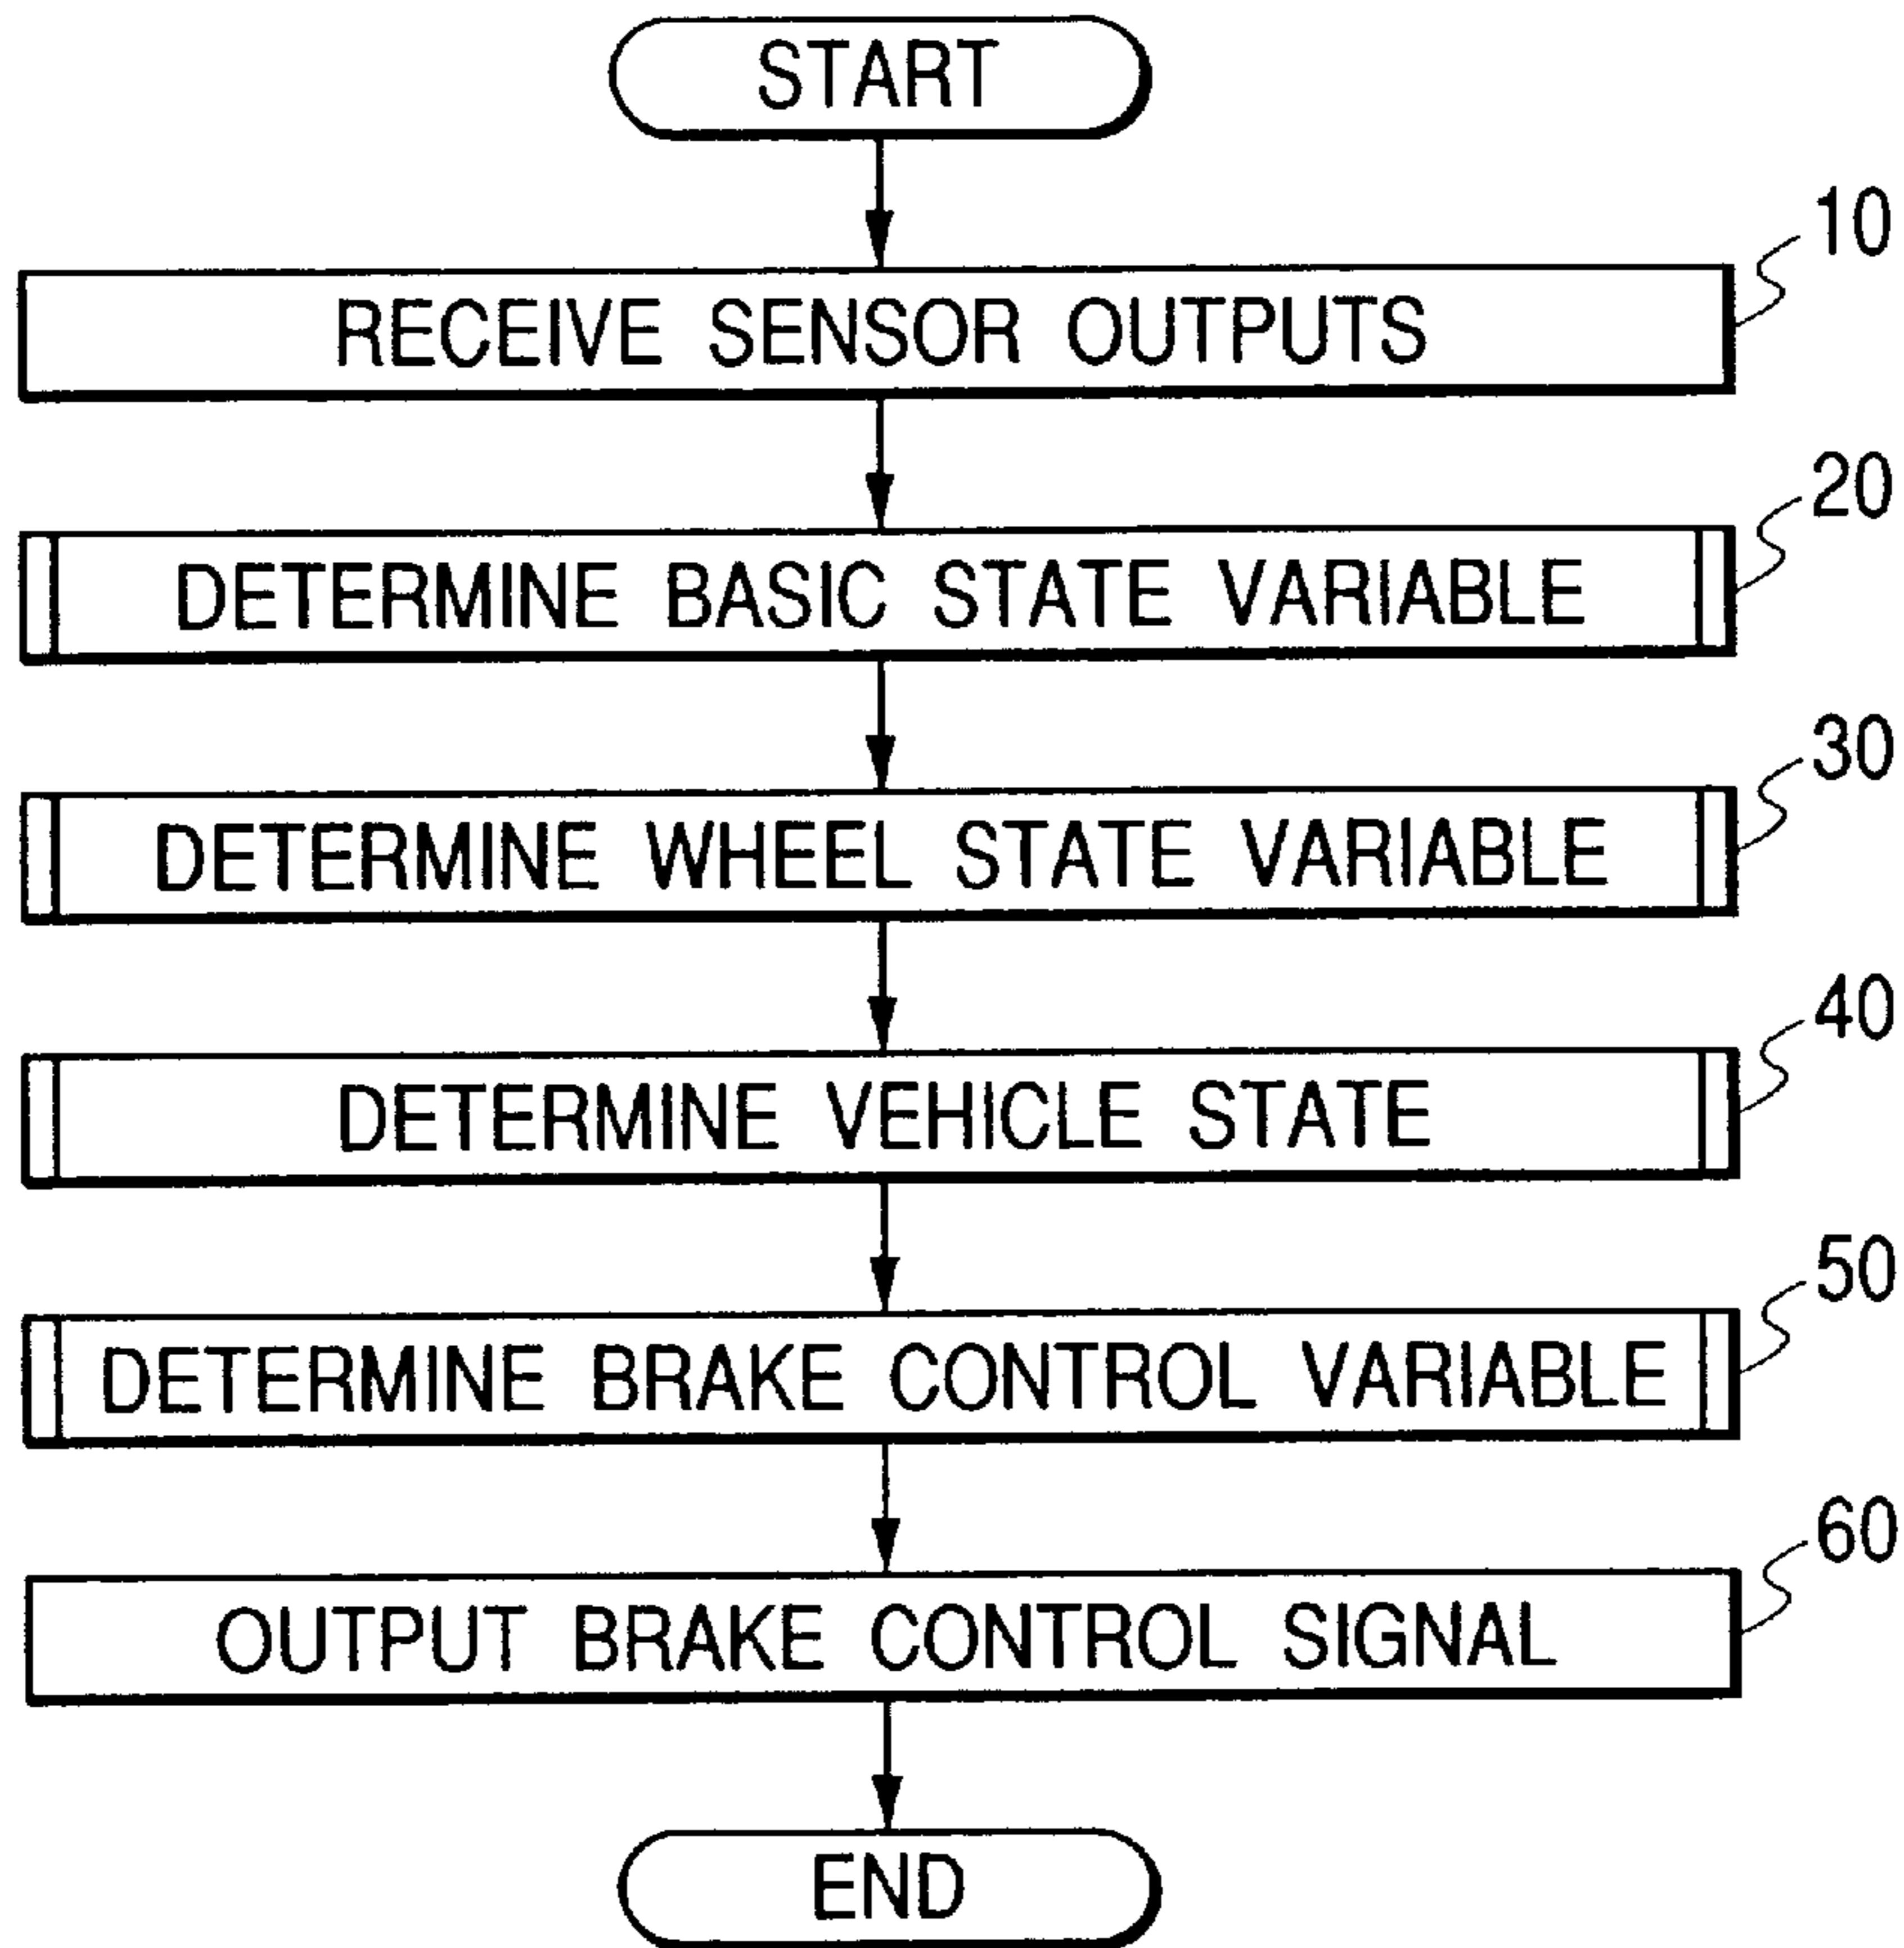 START
10
RECEIVE SENSOR OUTPUTS
20
DETERMINE BASIC STATE VARIABLE
30
DETERMINE WHEEL STATE VARIABLE
40
DETERMINE VEHICLE STATE
50
DETERMINE BRAKE CONTROL VARIABLE
60
OUTPUT BRAKE CONTROL SIGNAL
END